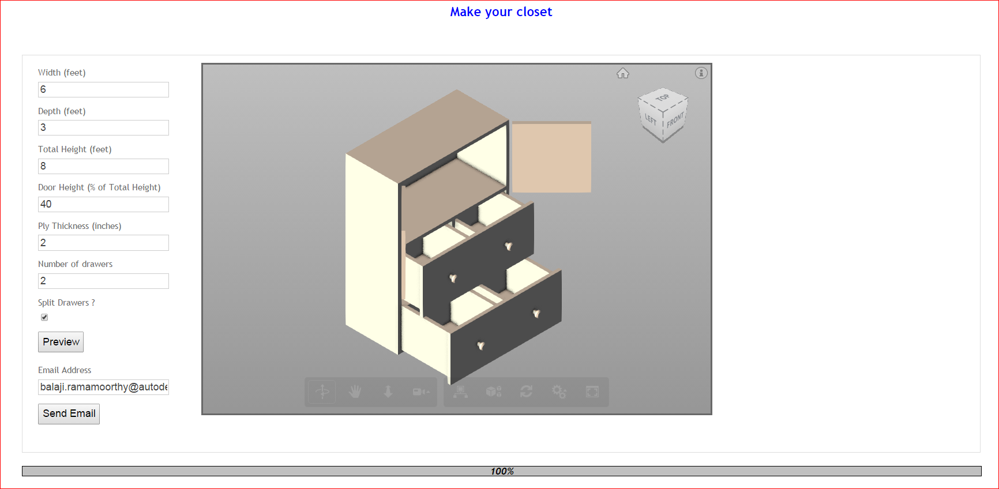 Make your closet
Width (feet)
6
Depth (feet)
3
Total Height (feet)
8
Door Height (% of Total Height)
40
Ply Thickness (inches)
2
Number of drawers
2
Split Drawers ?
Preview
Email Address
balaji.ramamoorthy@autode
Send Email
TOP
LEFT
FRONT
100%